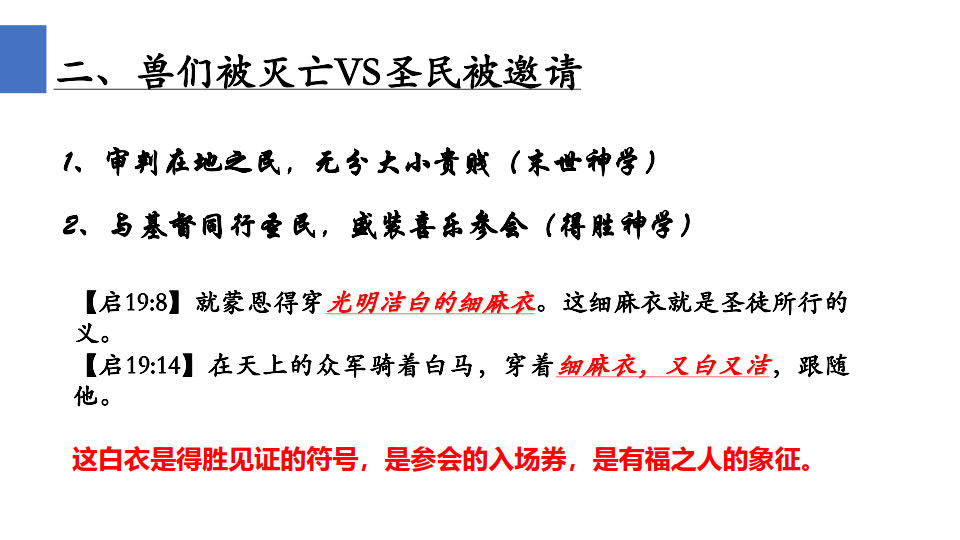 二、兽们被灭亡VS圣民被邀请
1、审判在地之民，无分大小贵贱（末世神学）
2、与基督同行圣民，盛装喜乐参会（得胜神学）
【启19:8】就蒙恩得穿光明洁白的细麻衣。这细麻衣就是圣徒所行的
义。
【启19:14】在天上的众军骑着白马，穿着细麻衣，又白又洁，跟随
他。
这白衣是得胜见证的符号，是参会的入场券，是有福之人的象征。